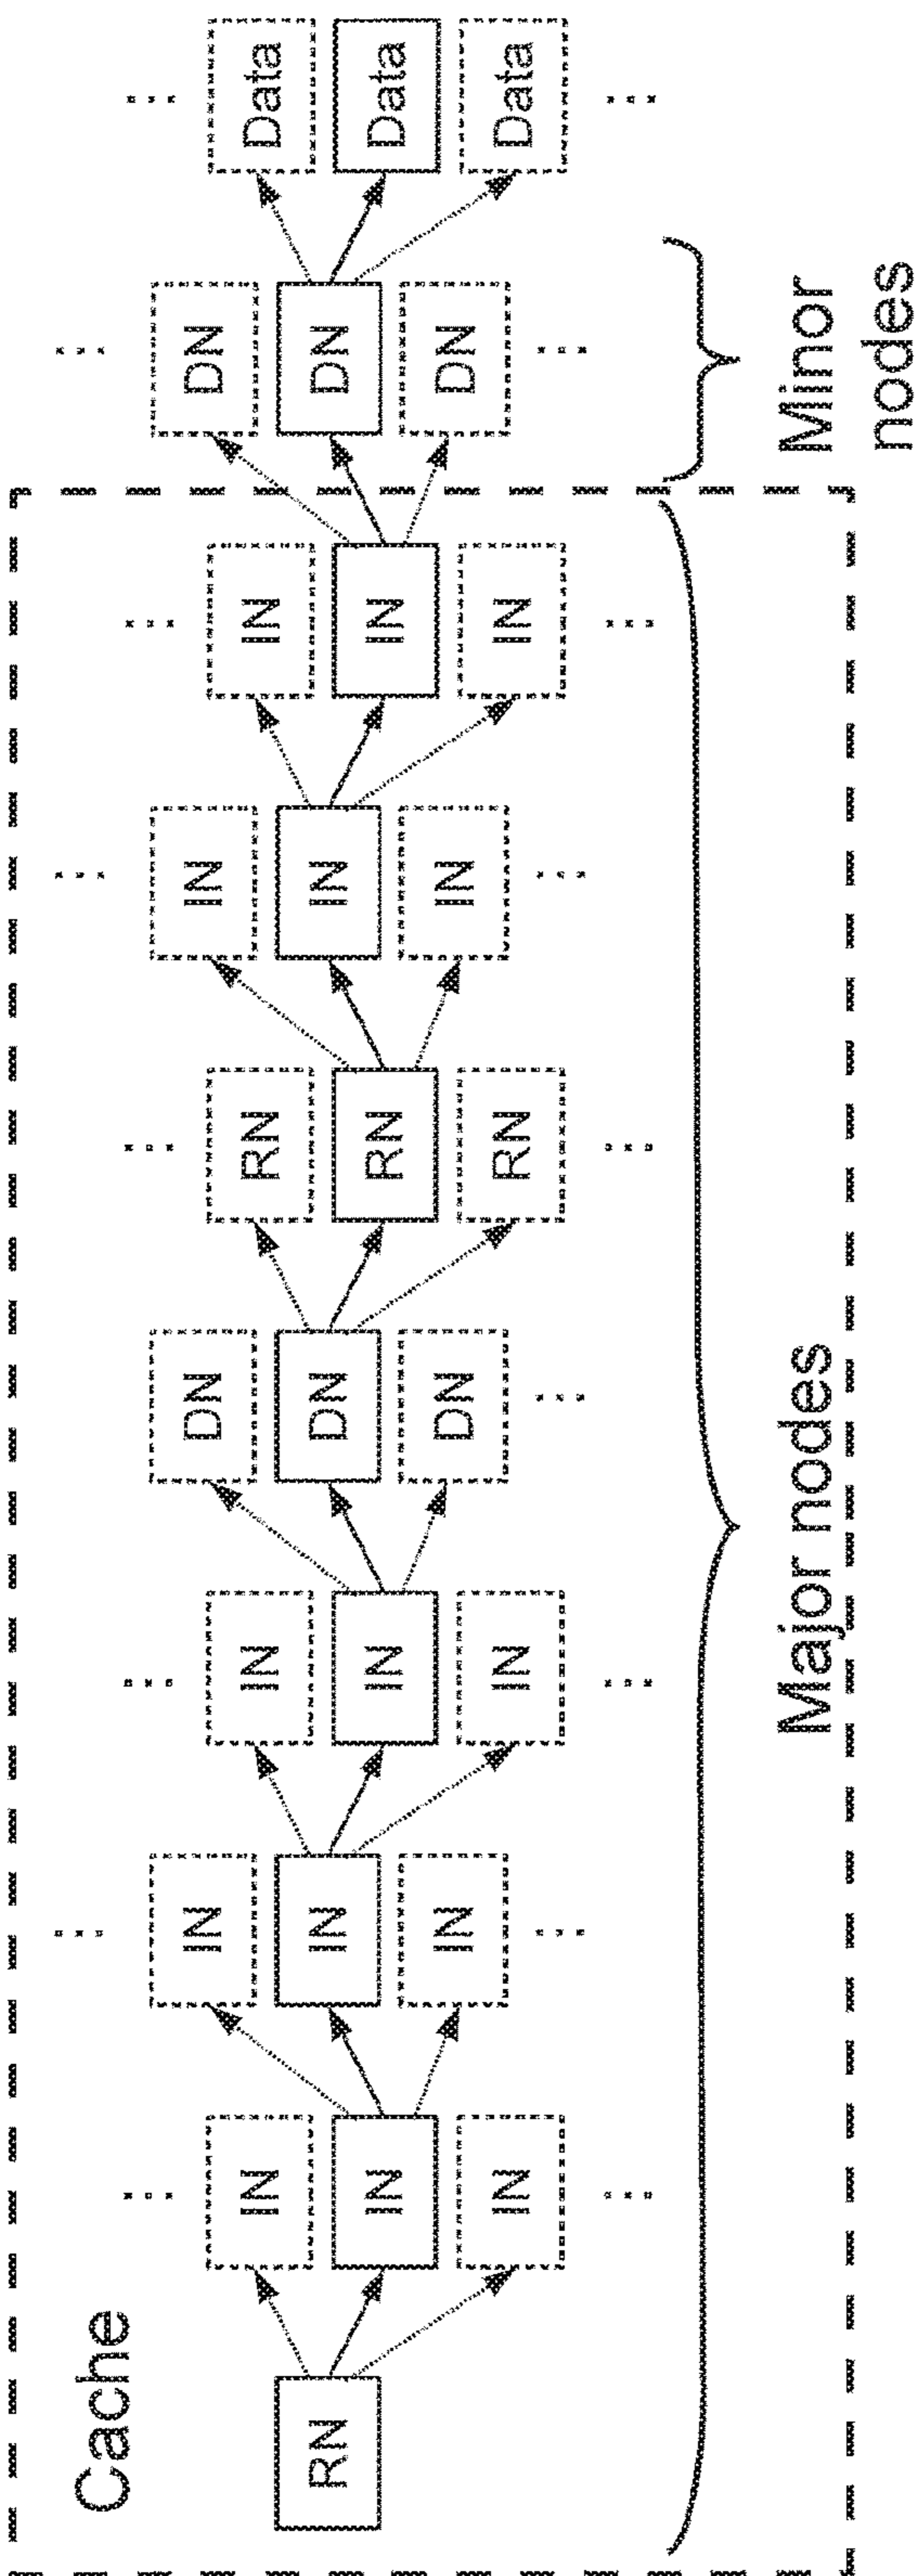 Cache
RN
IN
IN
IN
IN
IN
IN
IN
IN
IN
DN
DN
DN
RN
RN
RN
IN
IN
IN
IN
IN
IN
DN
DN
DN
Data
Data
Data
Major nodes
Minor
nodes